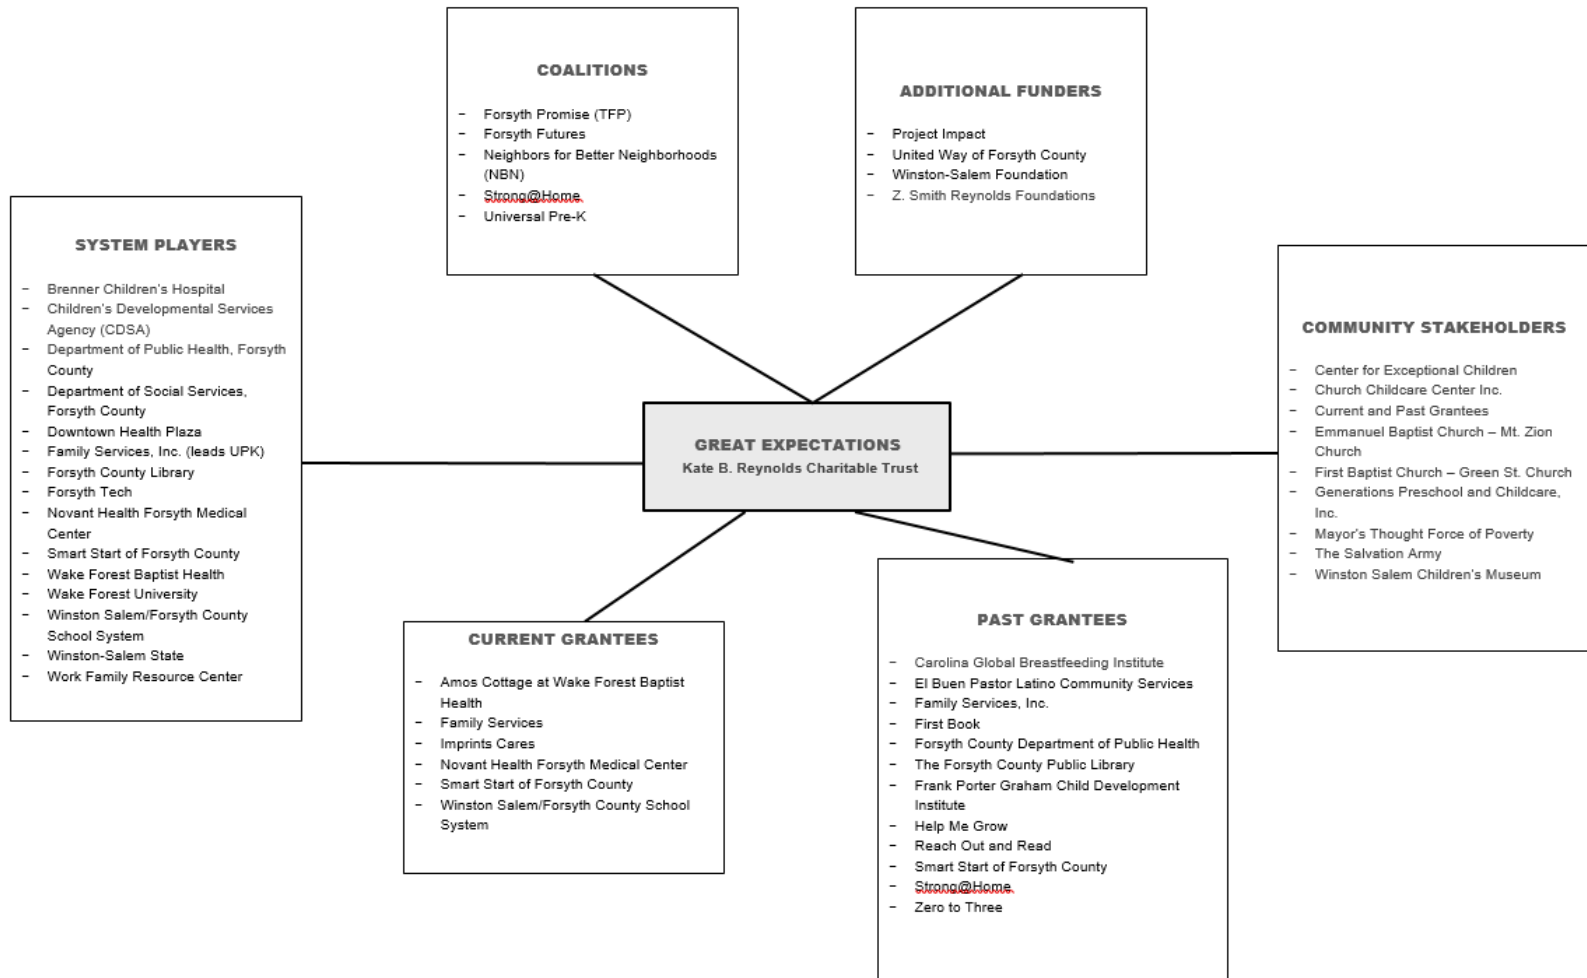 COALITIONS
- Forsyth Promise (TFP)
- Forsyth Futures
- Neighbors for Better Neighborhoods
(NBN)
- Strong@Home
- Universal Pre-K
ADDITIONAL FUNDERS
- Project Impact
- United Way of Forsyth County
- Winston-Salem Foundation
- Z. Smith Reynolds Foundations
SYSTEM PLAYERS
- Brenner Children's Hospital
- Children's Developmental Services
Agency (CDSA)
- Department of Public Health, Forsyth
County
- Department of Social Services,
Forsyth County
- Downtown Health Plaza
- Family Services, Inc. (leads UPK)
- Forsyth County Library
- Forsyth Tech
- Novant Health Forsyth Medical
Center
- Smart Start of Forsyth County
- Wake Forest Baptist Health
- Wake Forest University
- Winston Salem/Forsyth County
School System
- Winston-Salem State
- Work Family Resource Center
GREAT EXPECTATIONS
Kate B. Reynolds Charitable Trust
COMMUNITY STAKEHOLDERS
- Center for Exceptional Children
- Church Childcare Center Inc.
- Current and Past Grantees
- Emmanuel Baptist Church – Mt. Zion
Church
- First Baptist Church – Green St. Church
- Generations Preschool and Childcare,
Inc.
- Mayor's Thought Force of Poverty
- The Salvation Army
- Winston Salem Children's Museum
CURRENT GRANTEES
- Amos Cottage at Wake Forest Baptist
Health
- Family Services
- Imprints Cares
- Novant Health Forsyth Medical Center
- Smart Start of Forsyth County
- Winston Salem/Forsyth County School
System
PAST GRANTEES
- Carolina Global Breastfeeding Institute
- El Buen Pastor Latino Community Services
- Family Services, Inc.
- First Book
- Forsyth County Department of Public Health
- The Forsyth County Public Library
- Frank Porter Graham Child Development
Institute
- Help Me Grow
- Reach Out and Read
- Smart Start of Forsyth County
- Strong@Home
- Zero to Three